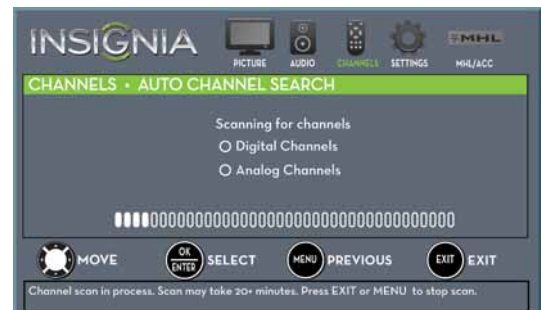 INSIGNIA
PICTURE AUDIO CHANNELS SETTINGS MHL/ACC
MHL
CHANNELS • AUTO CHANNEL SEARCH
Scanning for channels
Digital Channels
Analog Channels
MOVE OK ENTER SELECT MENU PREVIOUS EXIT EXIT
Channel scan in process. Scan may take 20+ minutes. Press EXIT or MENU to stop scan.